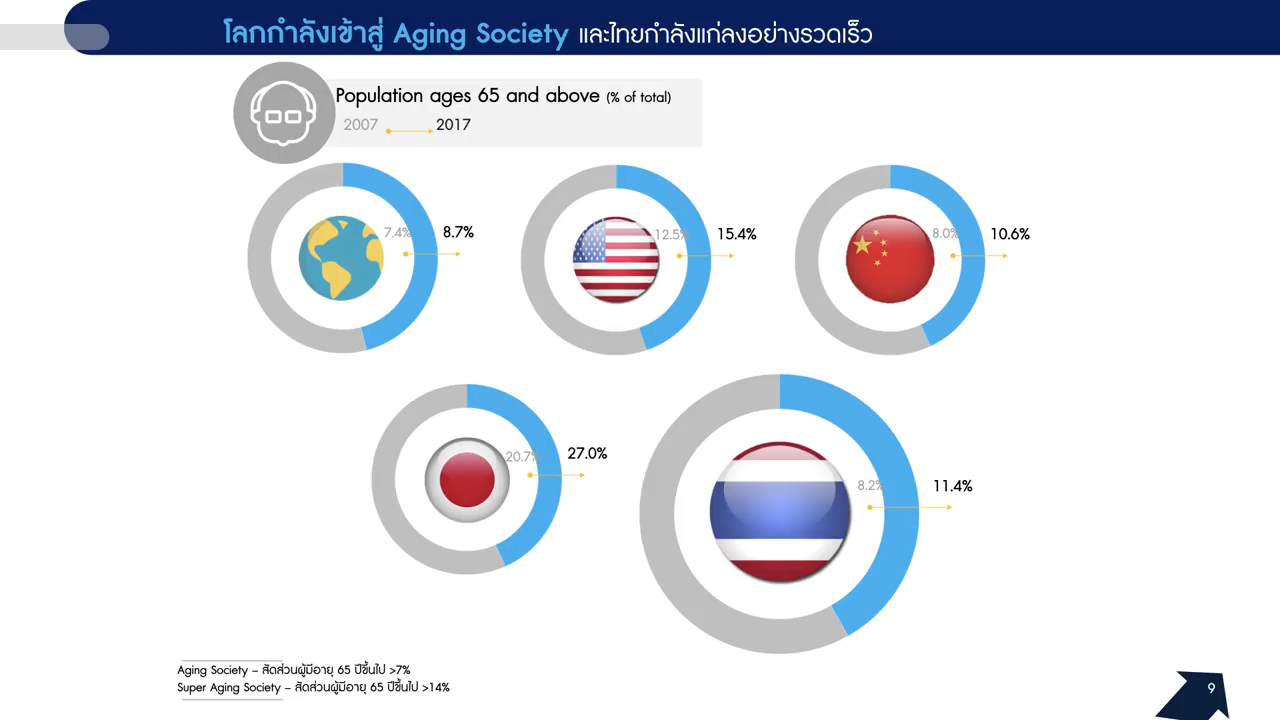 โลกกำลังเข้าสู่ Aging Society และไทยกำลังแก่ลงอย่างรวดเร็ว
Population ages 65 and above (% of total)
2007 2017
7.4% 8.7%
12.5% 15.4%
8.0% 10.6%
20.7% 27.0%
8.2% 11.4%
Aging Society – สัดส่วนผู้มีอายุ 65 ปีขึ้นไป >7%
Super Aging Society – สัดส่วนผู้มีอายุ 65 ปีขึ้นไป >14%
9